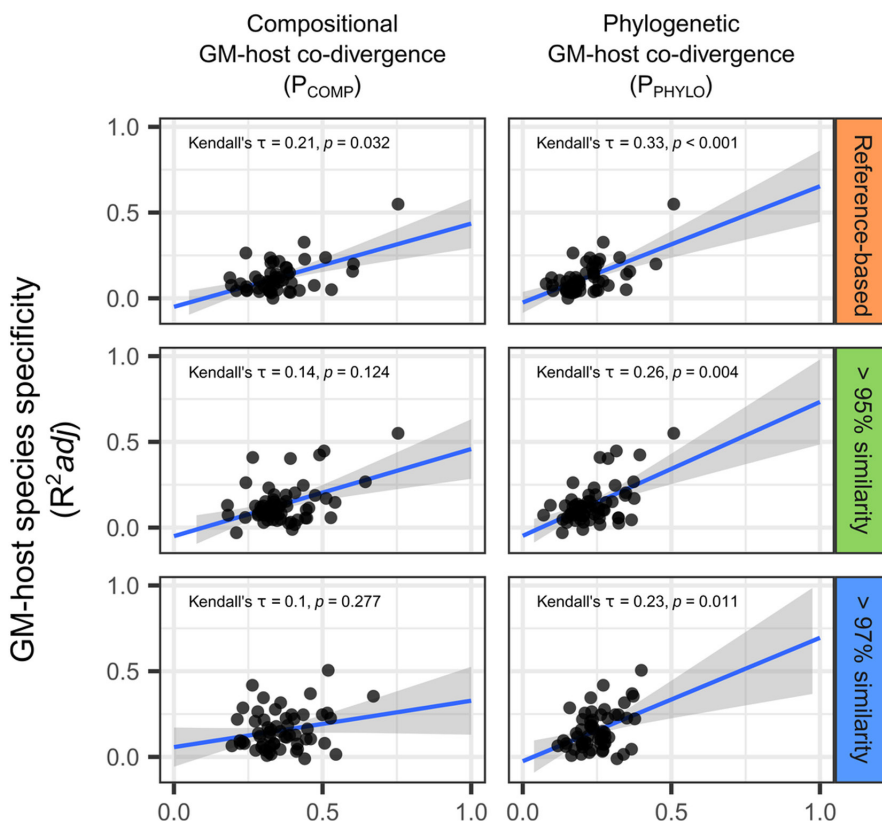 Compositional
GM-host co-divergence
(P_COMP)
Phylogenetic
GM-host co-divergence
(P_PHYLO)
GM-host species specificity
(R²adj)
1.0
0.5
0.0
Kendall's τ = 0.21, p = 0.032
Kendall's τ = 0.33, p < 0.001
Reference-based
1.0
0.5
0.0
Kendall's τ = 0.14, p = 0.124
Kendall's τ = 0.26, p = 0.004
> 95% similarity
1.0
0.5
0.0
Kendall's τ = 0.1, p = 0.277
Kendall's τ = 0.23, p = 0.011
> 97% similarity
0.0 0.5 1.0
0.0 0.5 1.0